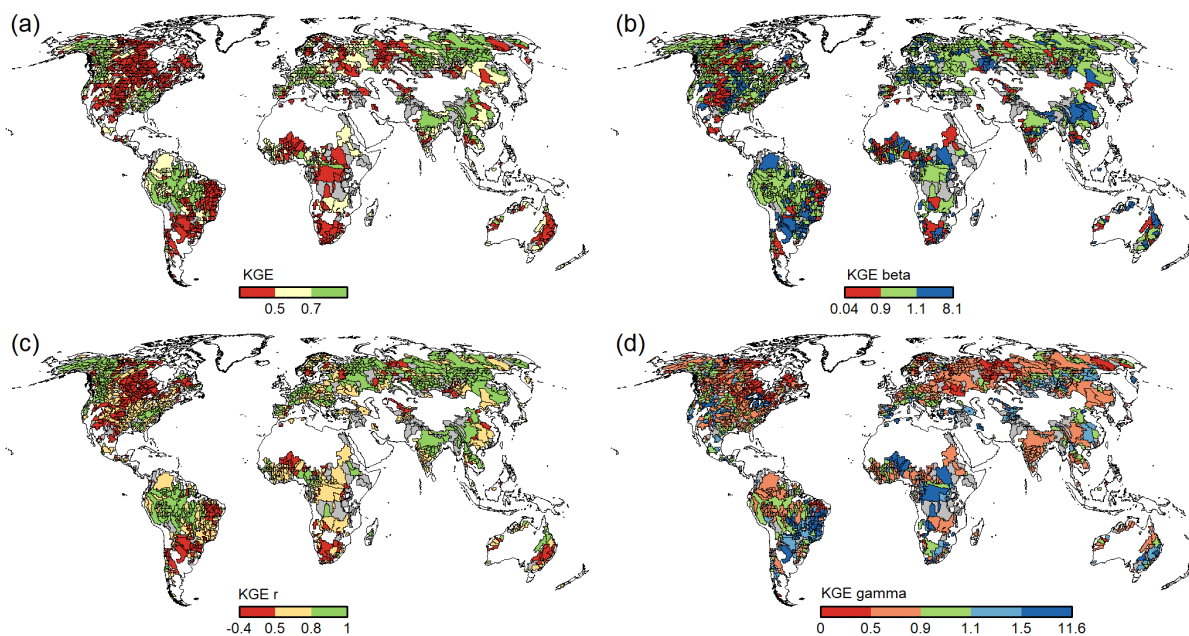 (a)
(b)
KGE
0.5 0.7
KGE beta
0.04 0.9 1.1 8.1
(c)
(d)
KGE r
-0.4 0.5 0.8 1
KGE gamma
0 0.5 0.9 1.1 1.5 11.6